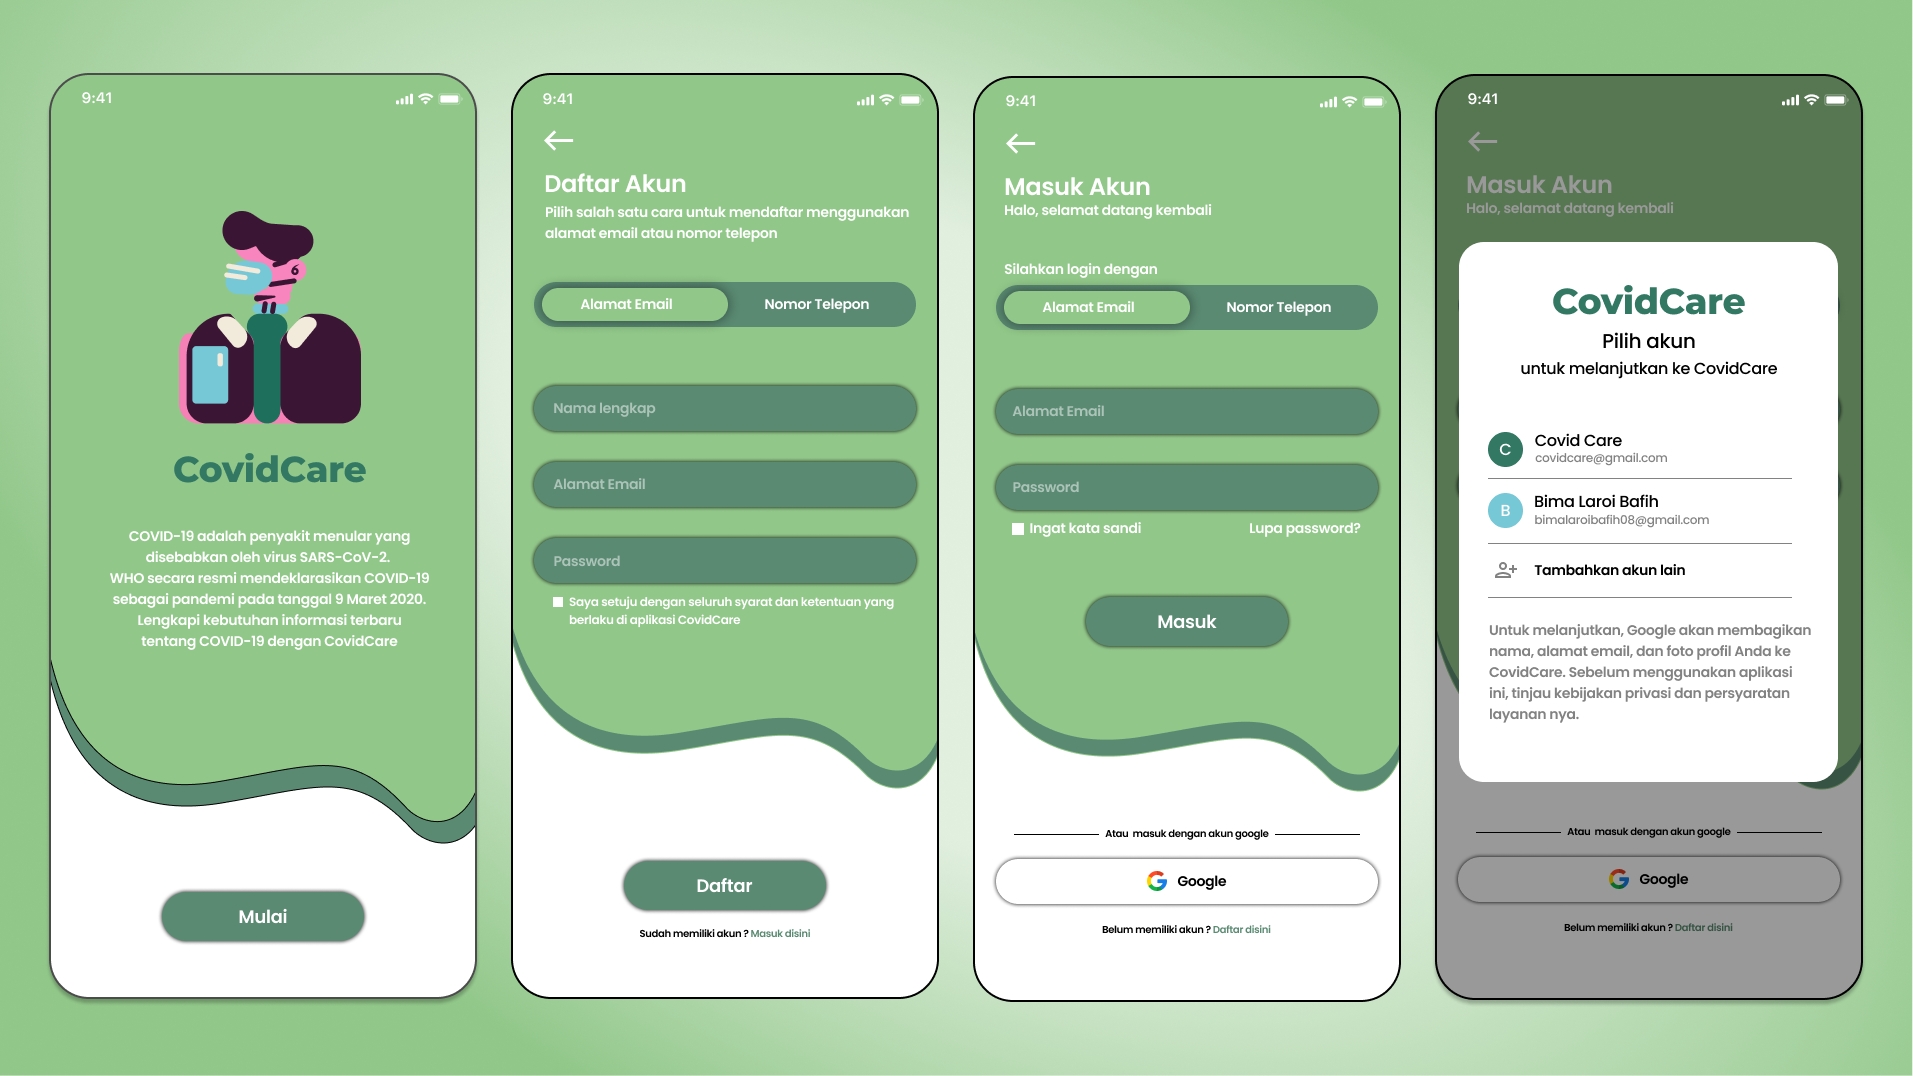 9:41
CovidCare
COVID-19 adalah penyakit menular yang
disebabkan oleh virus SARS-CoV-2.
WHO secara resmi mendeklarasikan COVID-19
sebagai pandemi pada tanggal 9 Maret 2020.
Lengkapi kebutuhan informasi terbaru
tentang COVID-19 dengan CovidCare
Mulai
9:41
Daftar Akun
Pilih salah satu cara untuk mendaftar menggunakan
alamat email atau nomor telepon
Alamat Email Nomor Telepon
Nama lengkap
Alamat Email
Password
Saya setuju dengan seluruh syarat dan ketentuan yang
berlaku di aplikasi CovidCare
Daftar
Sudah memiliki akun ? Masuk disini
9:41
Masuk Akun
Halo, selamat datang kembali
Silahkan login dengan
Alamat Email Nomor Telepon
Alamat Email
Password
Ingat kata sandi Lupa password?
Masuk
Atau masuk dengan akun google
Google
Belum memiliki akun ? Daftar disini
9:41
Masuk Akun
Halo, selamat datang kembali
CovidCare
Pilih akun
untuk melanjutkan ke CovidCare
C Covid Care
covidcare@gmail.com
B Bima Laroi Bafih
bimalaroibafih08@gmail.com
Tambahkan akun lain
Untuk melanjutkan, Google akan membagikan
nama, alamat email, dan foto profil Anda ke
CovidCare. Sebelum menggunakan aplikasi
ini, tinjau kebijakan privasi dan persyaratan
layanan nya.
Atau masuk dengan akun google
Google
Belum memiliki akun ? Daftar disini